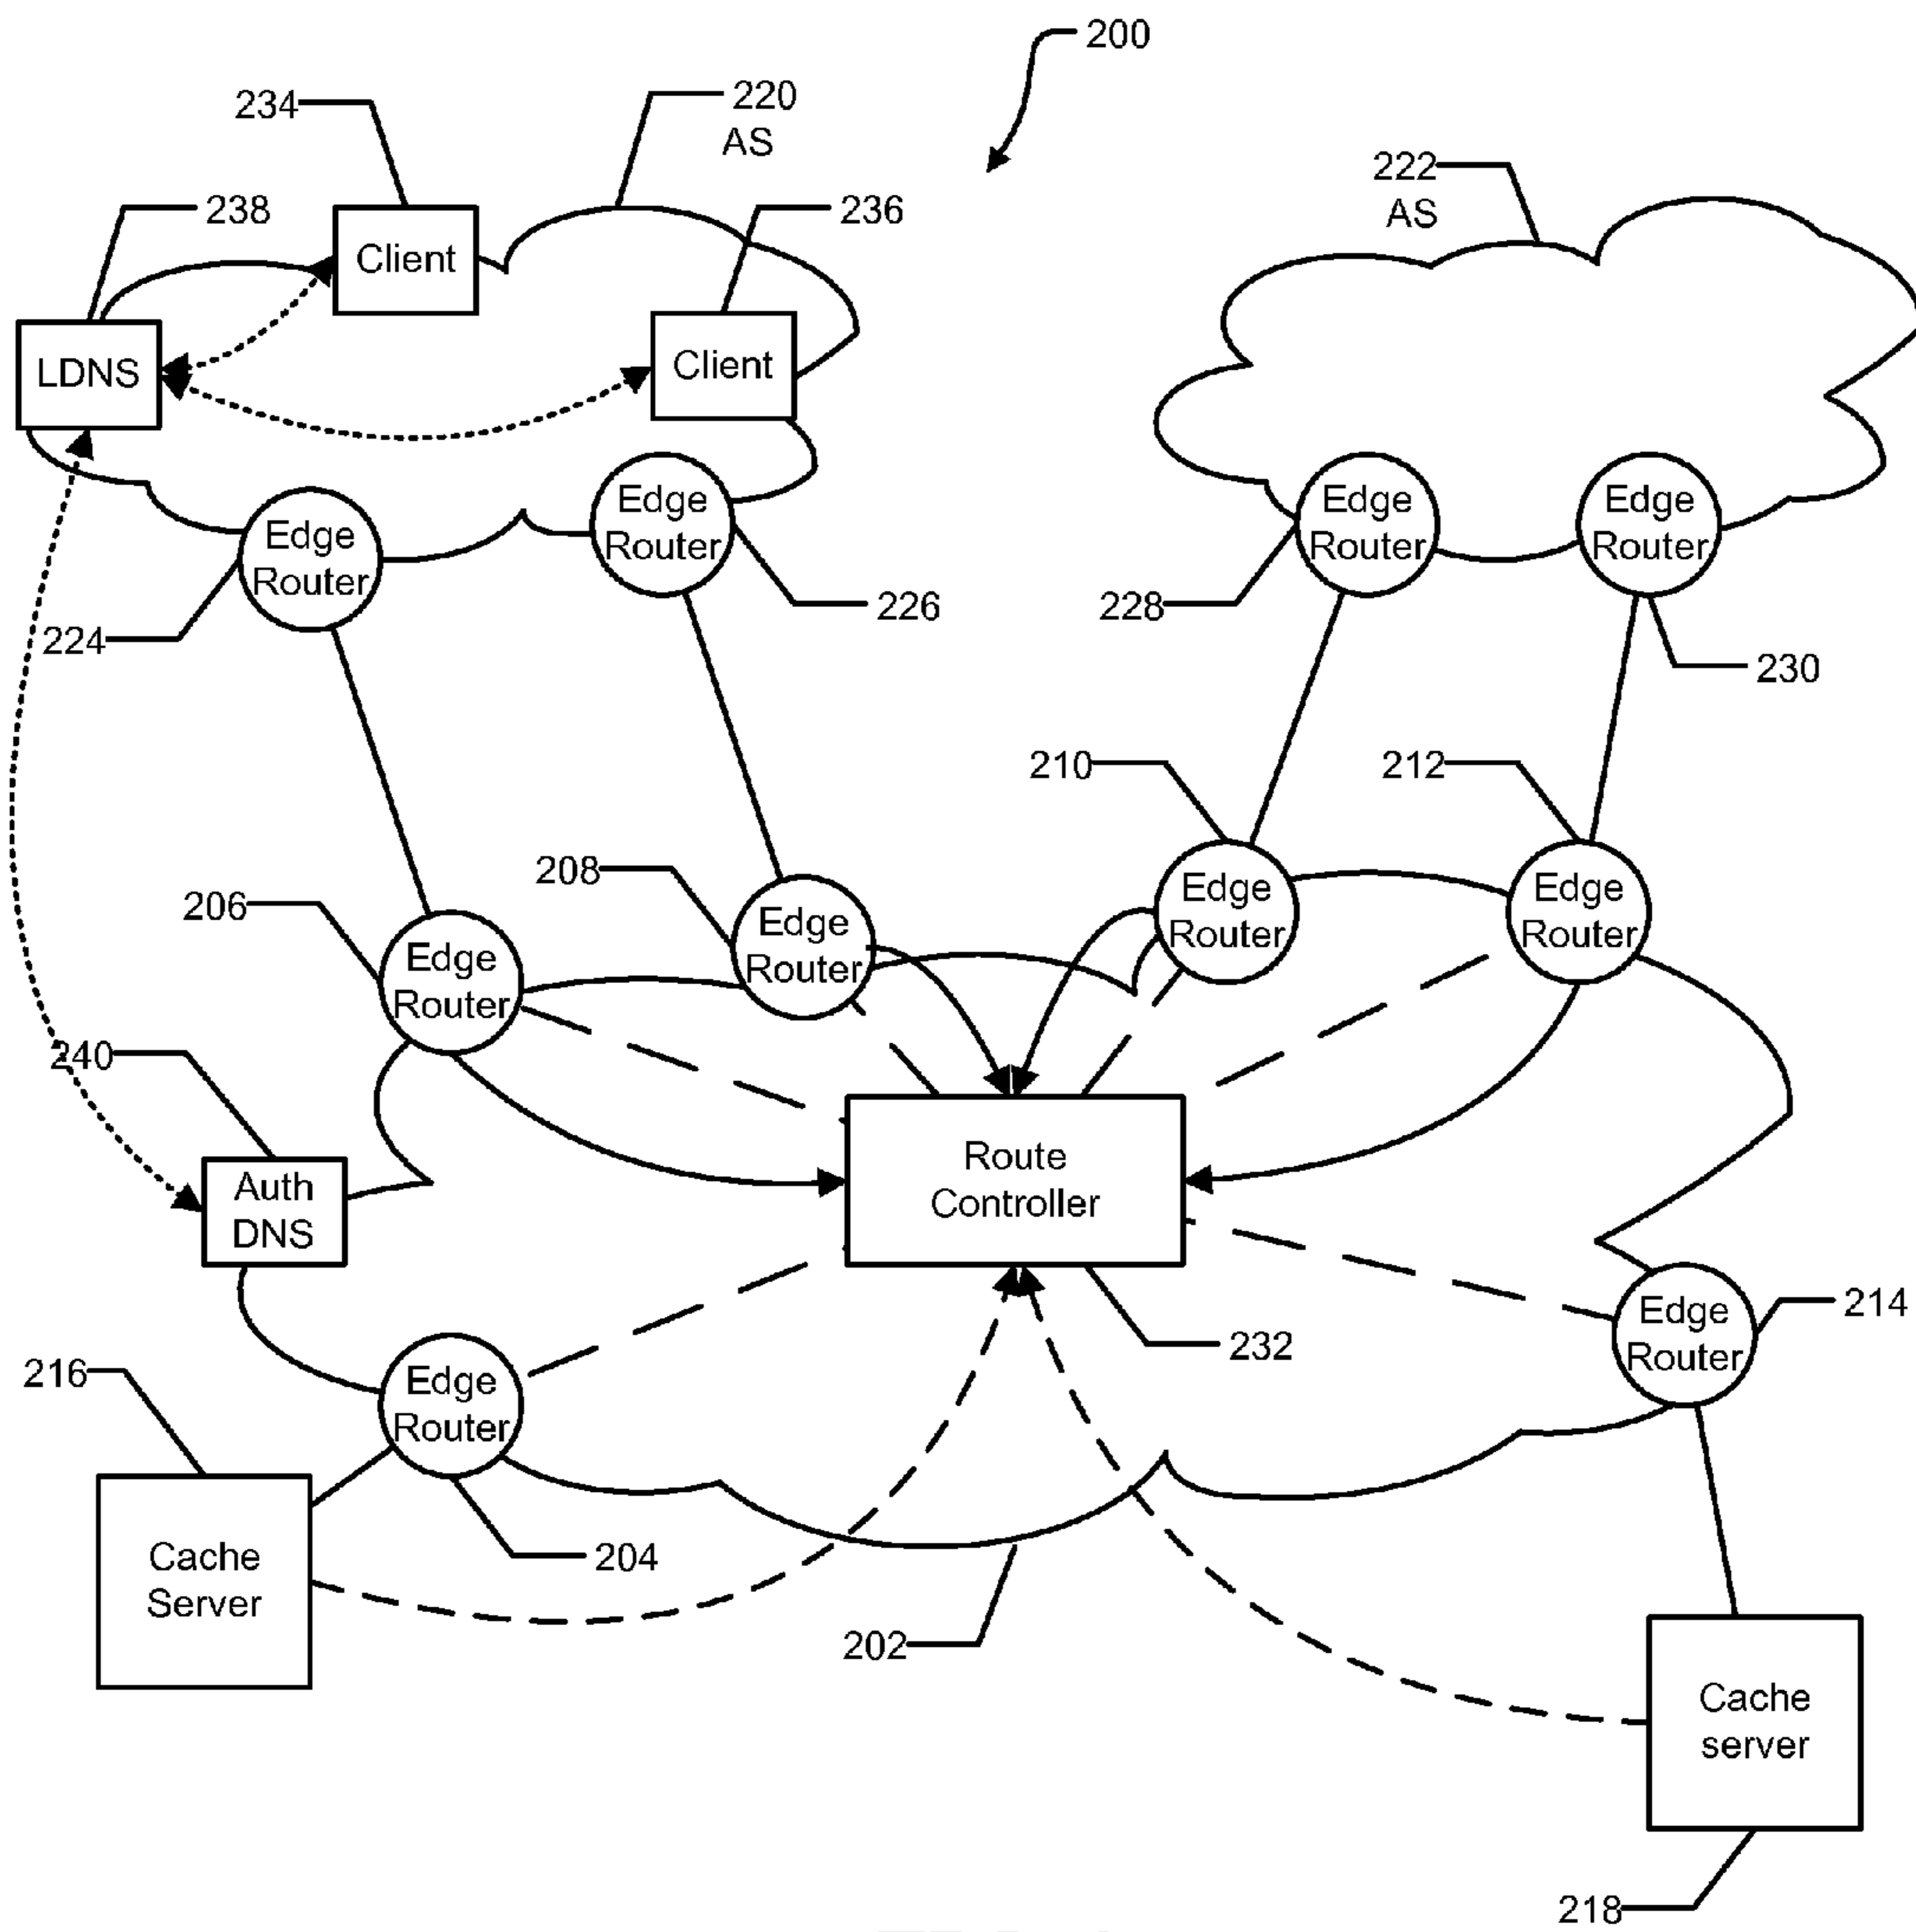 200
234
220
AS
222
AS
238
236
Client
Client
LDNS
Edge
Router
Edge
Router
Edge
Router
Edge
Router
224
226
228
230
210
212
208
206
Edge
Router
Edge
Router
Edge
Router
Edge
Router
240
Auth
DNS
Route
Controller
232
Edge
Router
214
216
Edge
Router
204
Cache
Server
202
Cache
server
218